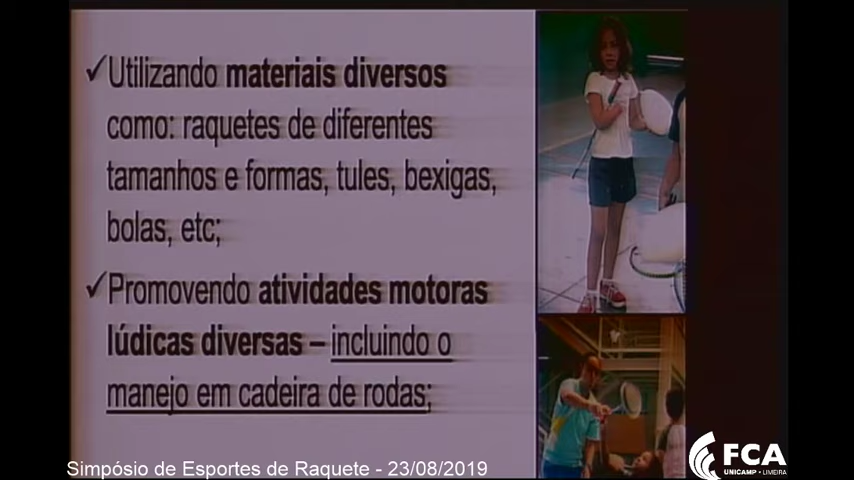 ✓Utilizando materiais diversos
como: raquetes de diferentes
tamanhos e formas, tules, bexigas,
bolas, etc;
✓Promovendo atividades motoras
lúdicas diversas – incluindo o
manejo em cadeira de rodas;
Simpósio de Esportes de Raquete - 23/08/2019
FCA
UNICAMP • LIMEIRA